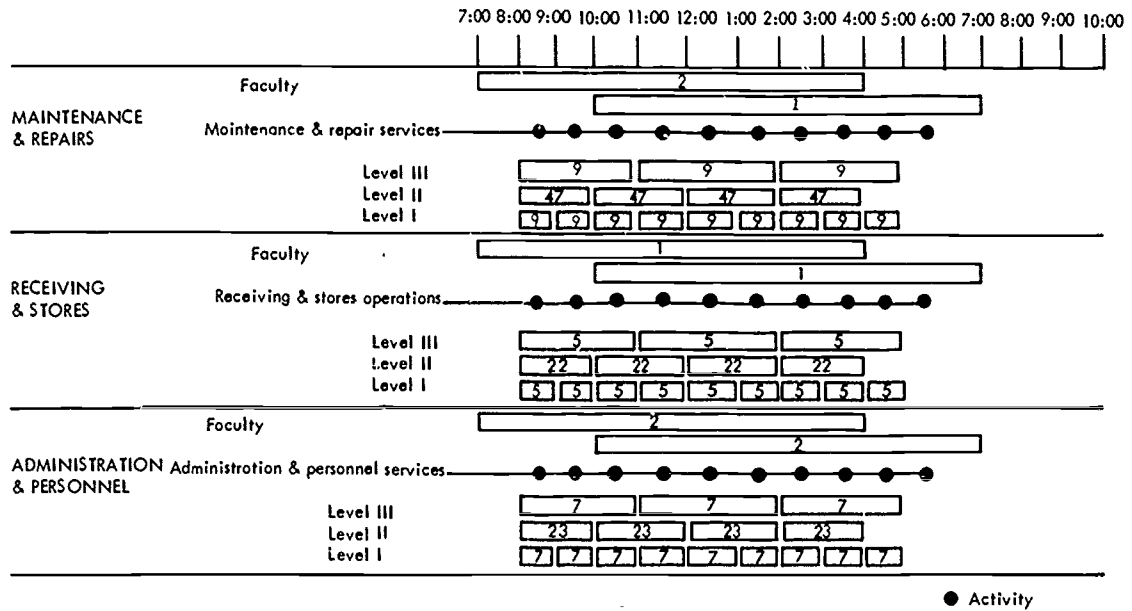 7:00 8:00 9:00 10:00 11:00 12:00 1:00 2:00 3:00 4:00 5:00 6:00 7:00 8:00 9:00 10:00
Faculty 2
1
MAINTENANCE
& REPAIRS
Maintenance & repair services
Level III 9 9 9
Level II 47 47 47 47
Level I 9 9 9 9 9 9 9 9 9
Faculty 1
1
RECEIVING
& STORES
Receiving & stores operations
Level III 5 5 5
Level II 22 22 22 22
Level I 5 5 5 5 5 5 5 5 5
Faculty 2
2
ADMINISTRATION
& PERSONNEL
Administration & personnel services
Level III 7 7 7
Level II 23 23 23 23
Level I 7 7 7 7 7 7 7 7 7
Activity